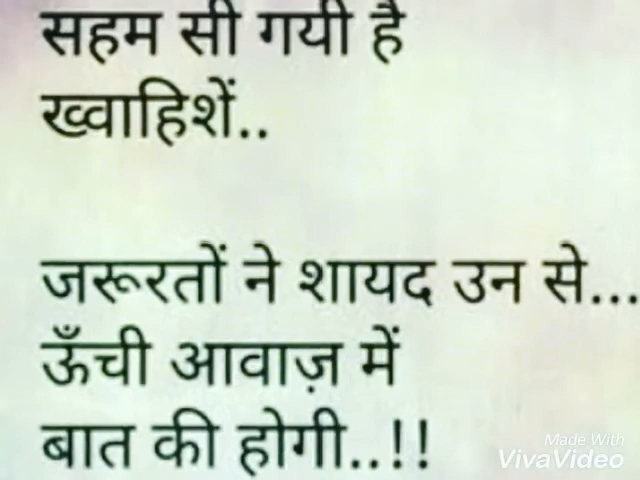 सहम सी गयी है
ख्वाहिशें..
जरूरतों ने शायद उन से...
ऊँची आवाज़ में
बात की होगी..!!
Made With
VivaVideo